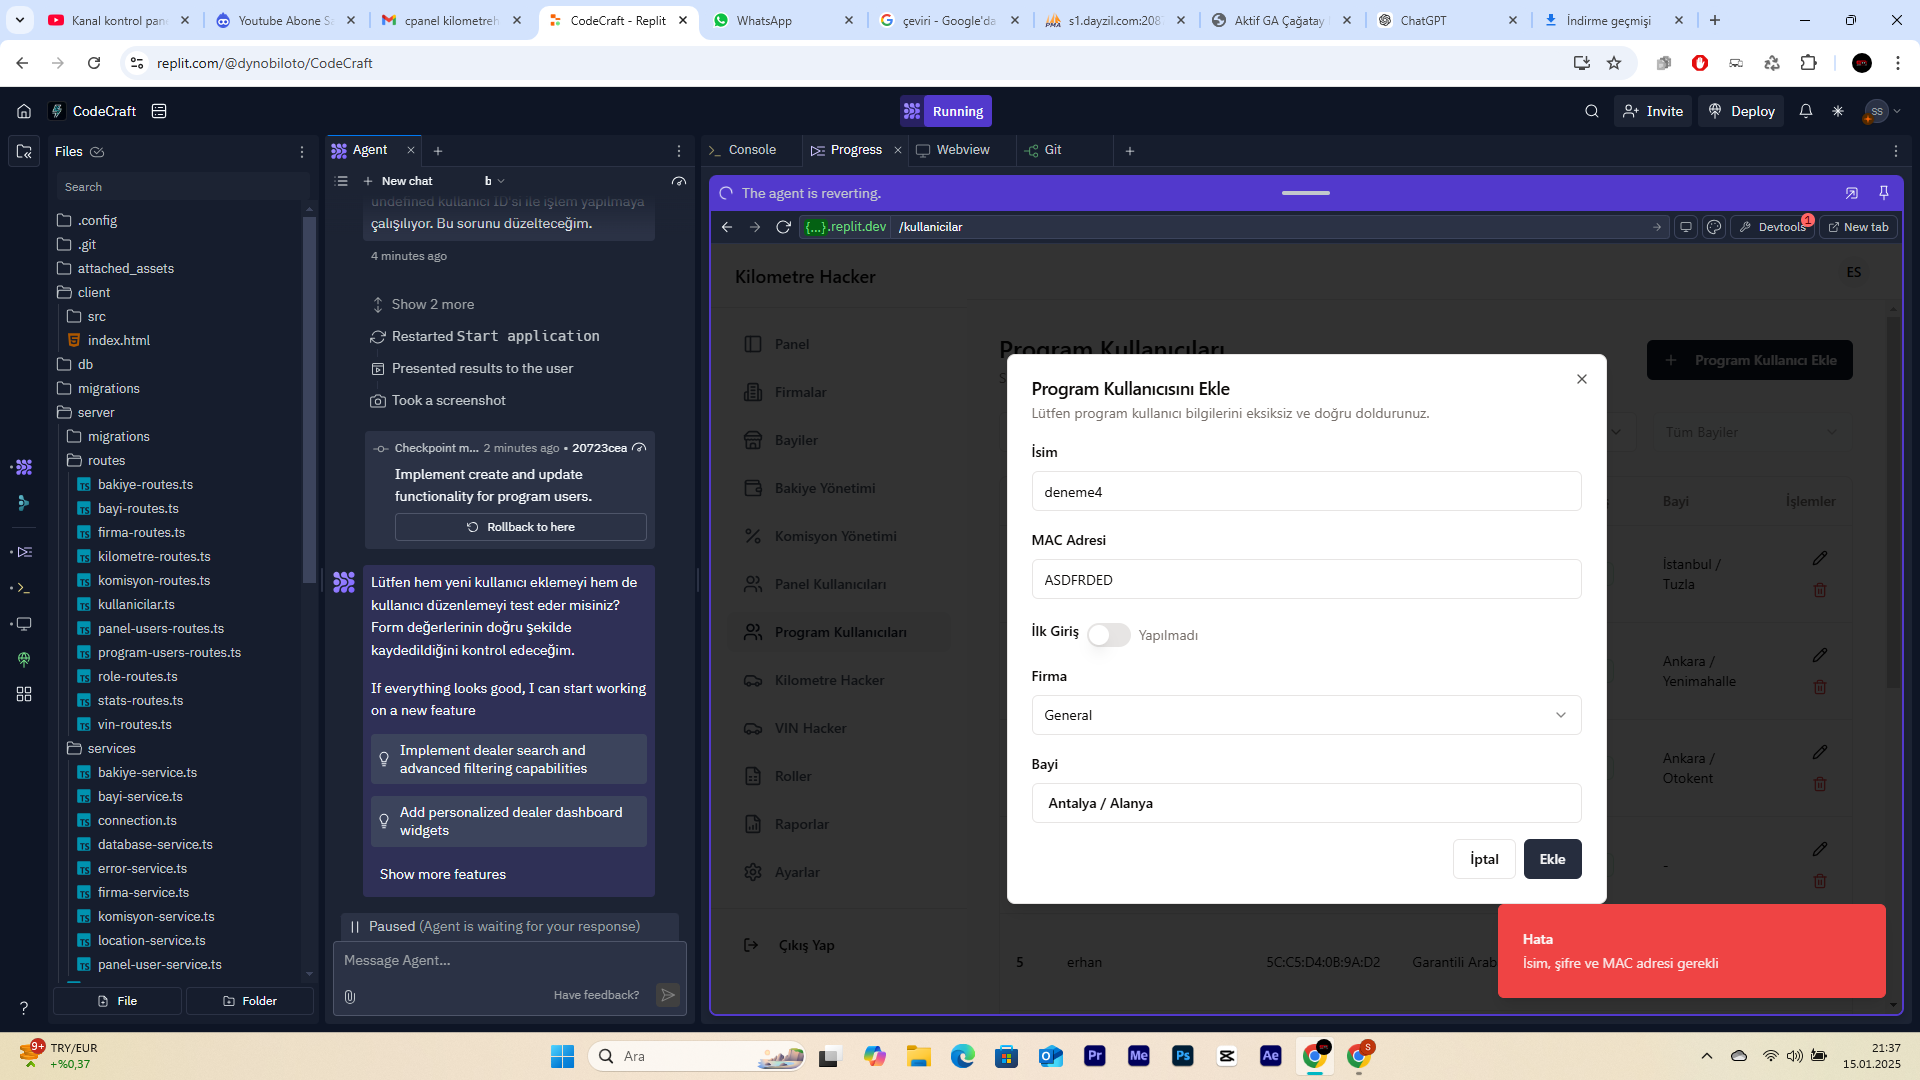 Kanal kontrol pan
Youtube Abone Sa
cpanel kilometreh
CodeCraft - Replit
WhatsApp
çeviri - Google'da
s1.dayzil.com:2087
Aktif GA Çağatay
ChatGPT
İndirme geçmişi
replit.com/@dynobiloto/CodeCraft
CodeCraft
Running
Invite
Deploy
SS
Files
Search
.config
.git
attached_assets
client
src
index.html
db
migrations
server
migrations
routes
bakiye-routes.ts
bayi-routes.ts
firma-routes.ts
kilometre-routes.ts
komisyon-routes.ts
kullanicilar.ts
panel-users-routes.ts
program-users-routes.ts
role-routes.ts
stats-routes.ts
vin-routes.ts
services
bakiye-service.ts
bayi-service.ts
connection.ts
database-service.ts
error-service.ts
firma-service.ts
komisyon-service.ts
location-service.ts
panel-user-service.ts
File
Folder
Agent
New chat
b
undefined kullanıcı ID'si ile işlem yapılmaya
çalışılıyor. Bu sorunu düzelteceğim.
4 minutes ago
Show 2 more
Restarted Start application
Presented results to the user
Took a screenshot
Checkpoint m... 2 minutes ago • 20723cea
Implement create and update
functionality for program users.
Rollback to here
Lütfen hem yeni kullanıcı eklemeyi hem de
kullanıcı düzenlemeyi test eder misiniz?
Form değerlerinin doğru şekilde
kaydedildiğini kontrol edeceğim.
If everything looks good, I can start working
on a new feature
Implement dealer search and
advanced filtering capabilities
Add personalized dealer dashboard
widgets
Show more features
Paused (Agent is waiting for your response)
Message Agent...
Have feedback?
Console
Progress
Webview
Git
The agent is reverting.
{...}.replit.dev
/kullanicilar
Devtools
1
New tab
Kilometre Hacker
ES
Panel
Firmalar
Bayiler
Bakiye Yönetimi
Komisyon Yönetimi
Panel Kullanıcıları
Program Kullanıcıları
Kilometre Hacker
VIN Hacker
Roller
Raporlar
Ayarlar
Çıkış Yap
Program Kullanıcıları
Program Kullanıcı Ekle
Tüm Bayiler
Bayi
İşlemler
İstanbul /
Tuzla
Ankara /
Yenimahalle
Ankara /
Otokent
-
5
erhan
5C:C5:D4:0B:9A:D2
Garantili Arab
Program Kullanıcısını Ekle
Lütfen program kullanıcı bilgilerini eksiksiz ve doğru doldurunuz.
İsim
deneme4
MAC Adresi
ASDFRDED
İlk Giriş
Yapılmadı
Firma
General
Bayi
Antalya / Alanya
İptal
Ekle
Hata
İsim, şifre ve MAC adresi gerekli
9+
TRY/EUR
+%0,37
Ara
Pr
Me
Ps
Ae
S
21:37
15.01.2025